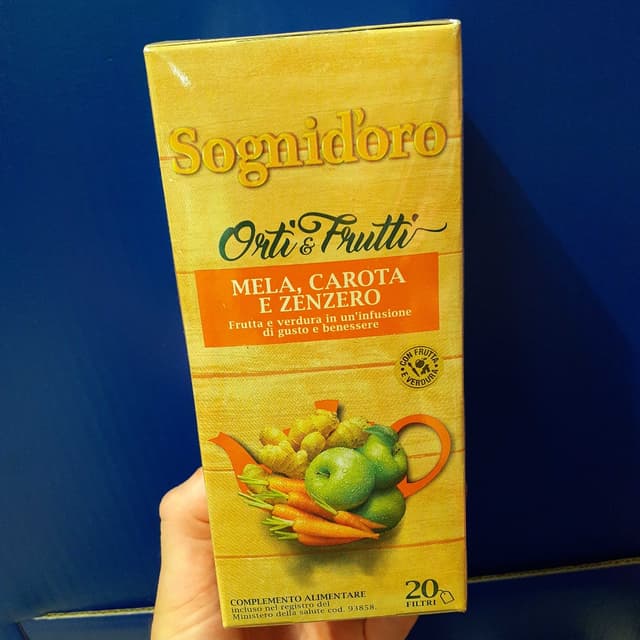 Sognid'oro
Orti & Frutti
MELA, CAROTA
E ZENZERO
Frutta e verdura in un'infusione
di gusto e benessere
CON FRUTTA
E VERDURA
COMPLEMENTO ALIMENTARE
incluso nel registro del
Ministero della salute cod. 93858.
20
FILTRI